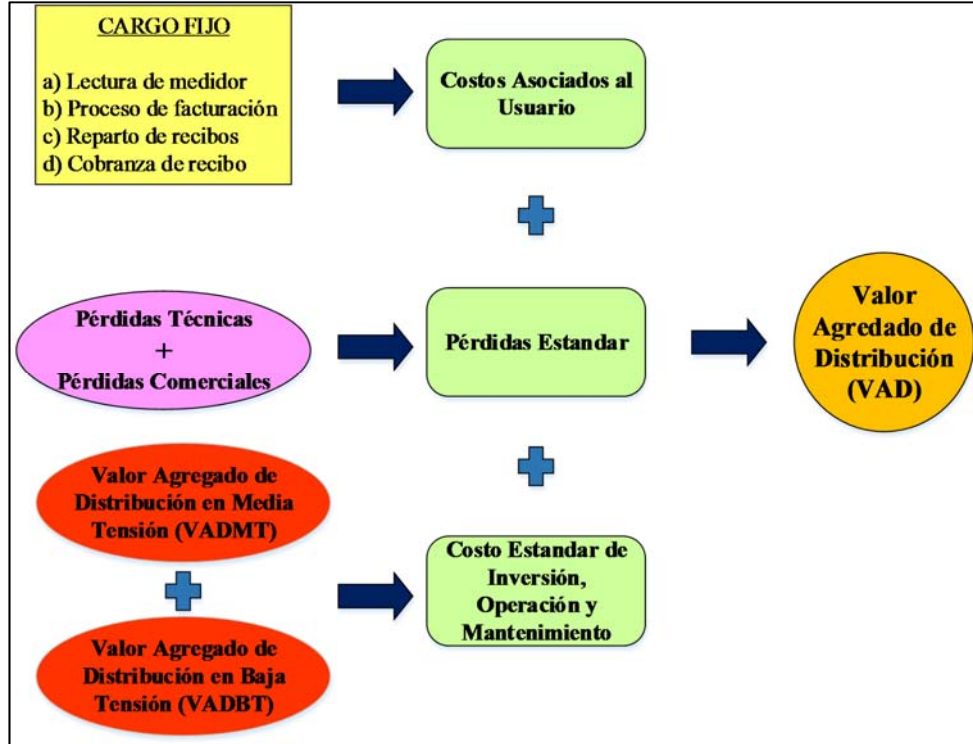 CARGO FIJO
a) Lectura de medidor
b) Proceso de facturación
c) Reparto de recibos
d) Cobranza de recibo
Costos Asociados al
Usuario
Pérdidas Técnicas
+
Pérdidas Comerciales
Pérdidas Estandar
Valor
Agredado de
Distribución
(VAD)
Valor Agregado de
Distribución en Media
Tensión (VADMT)
Valor Agregado de
Distribución en Baja
Tensión (VADBT)
Costo Estandar de
Inversión,
Operación y
Mantenimiento